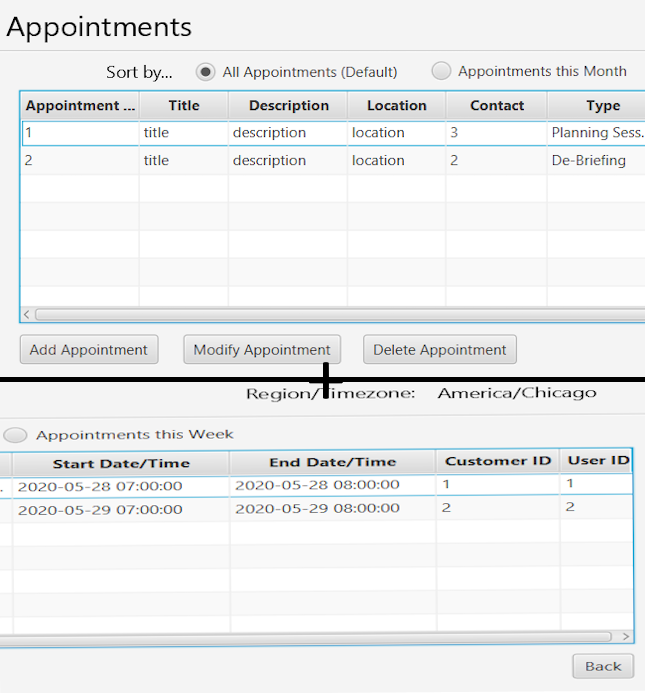 Appointments
Sort by... All Appointments (Default) Appointments this Month
Appointment ... Title Description Location Contact Type
1 title description location 3 Planning Sess.
2 title description location 2 De-Briefing
Add Appointment Modify Appointment Delete Appointment
Region/Timezone: America/Chicago
Appointments this Week
Start Date/Time End Date/Time Customer ID User ID
. 2020-05-28 07:00:00 2020-05-28 08:00:00 1 1
2020-05-29 07:00:00 2020-05-29 08:00:00 2 2
Back